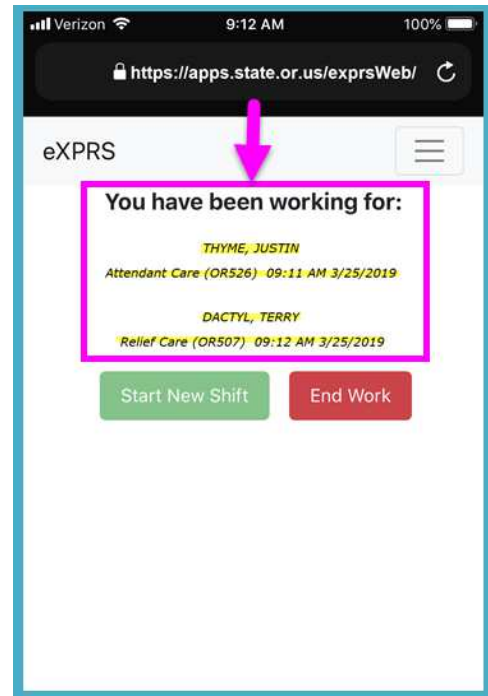 Verizon 9:12 AM 100%
https://apps.state.or.us/exprsWeb/
eXPRS
You have been working for:
THYME, JUSTIN
Attendant Care (OR526) 09:11 AM 3/25/2019
DACTYL, TERRY
Relief Care (OR507) 09:12 AM 3/25/2019
Start New Shift End Work